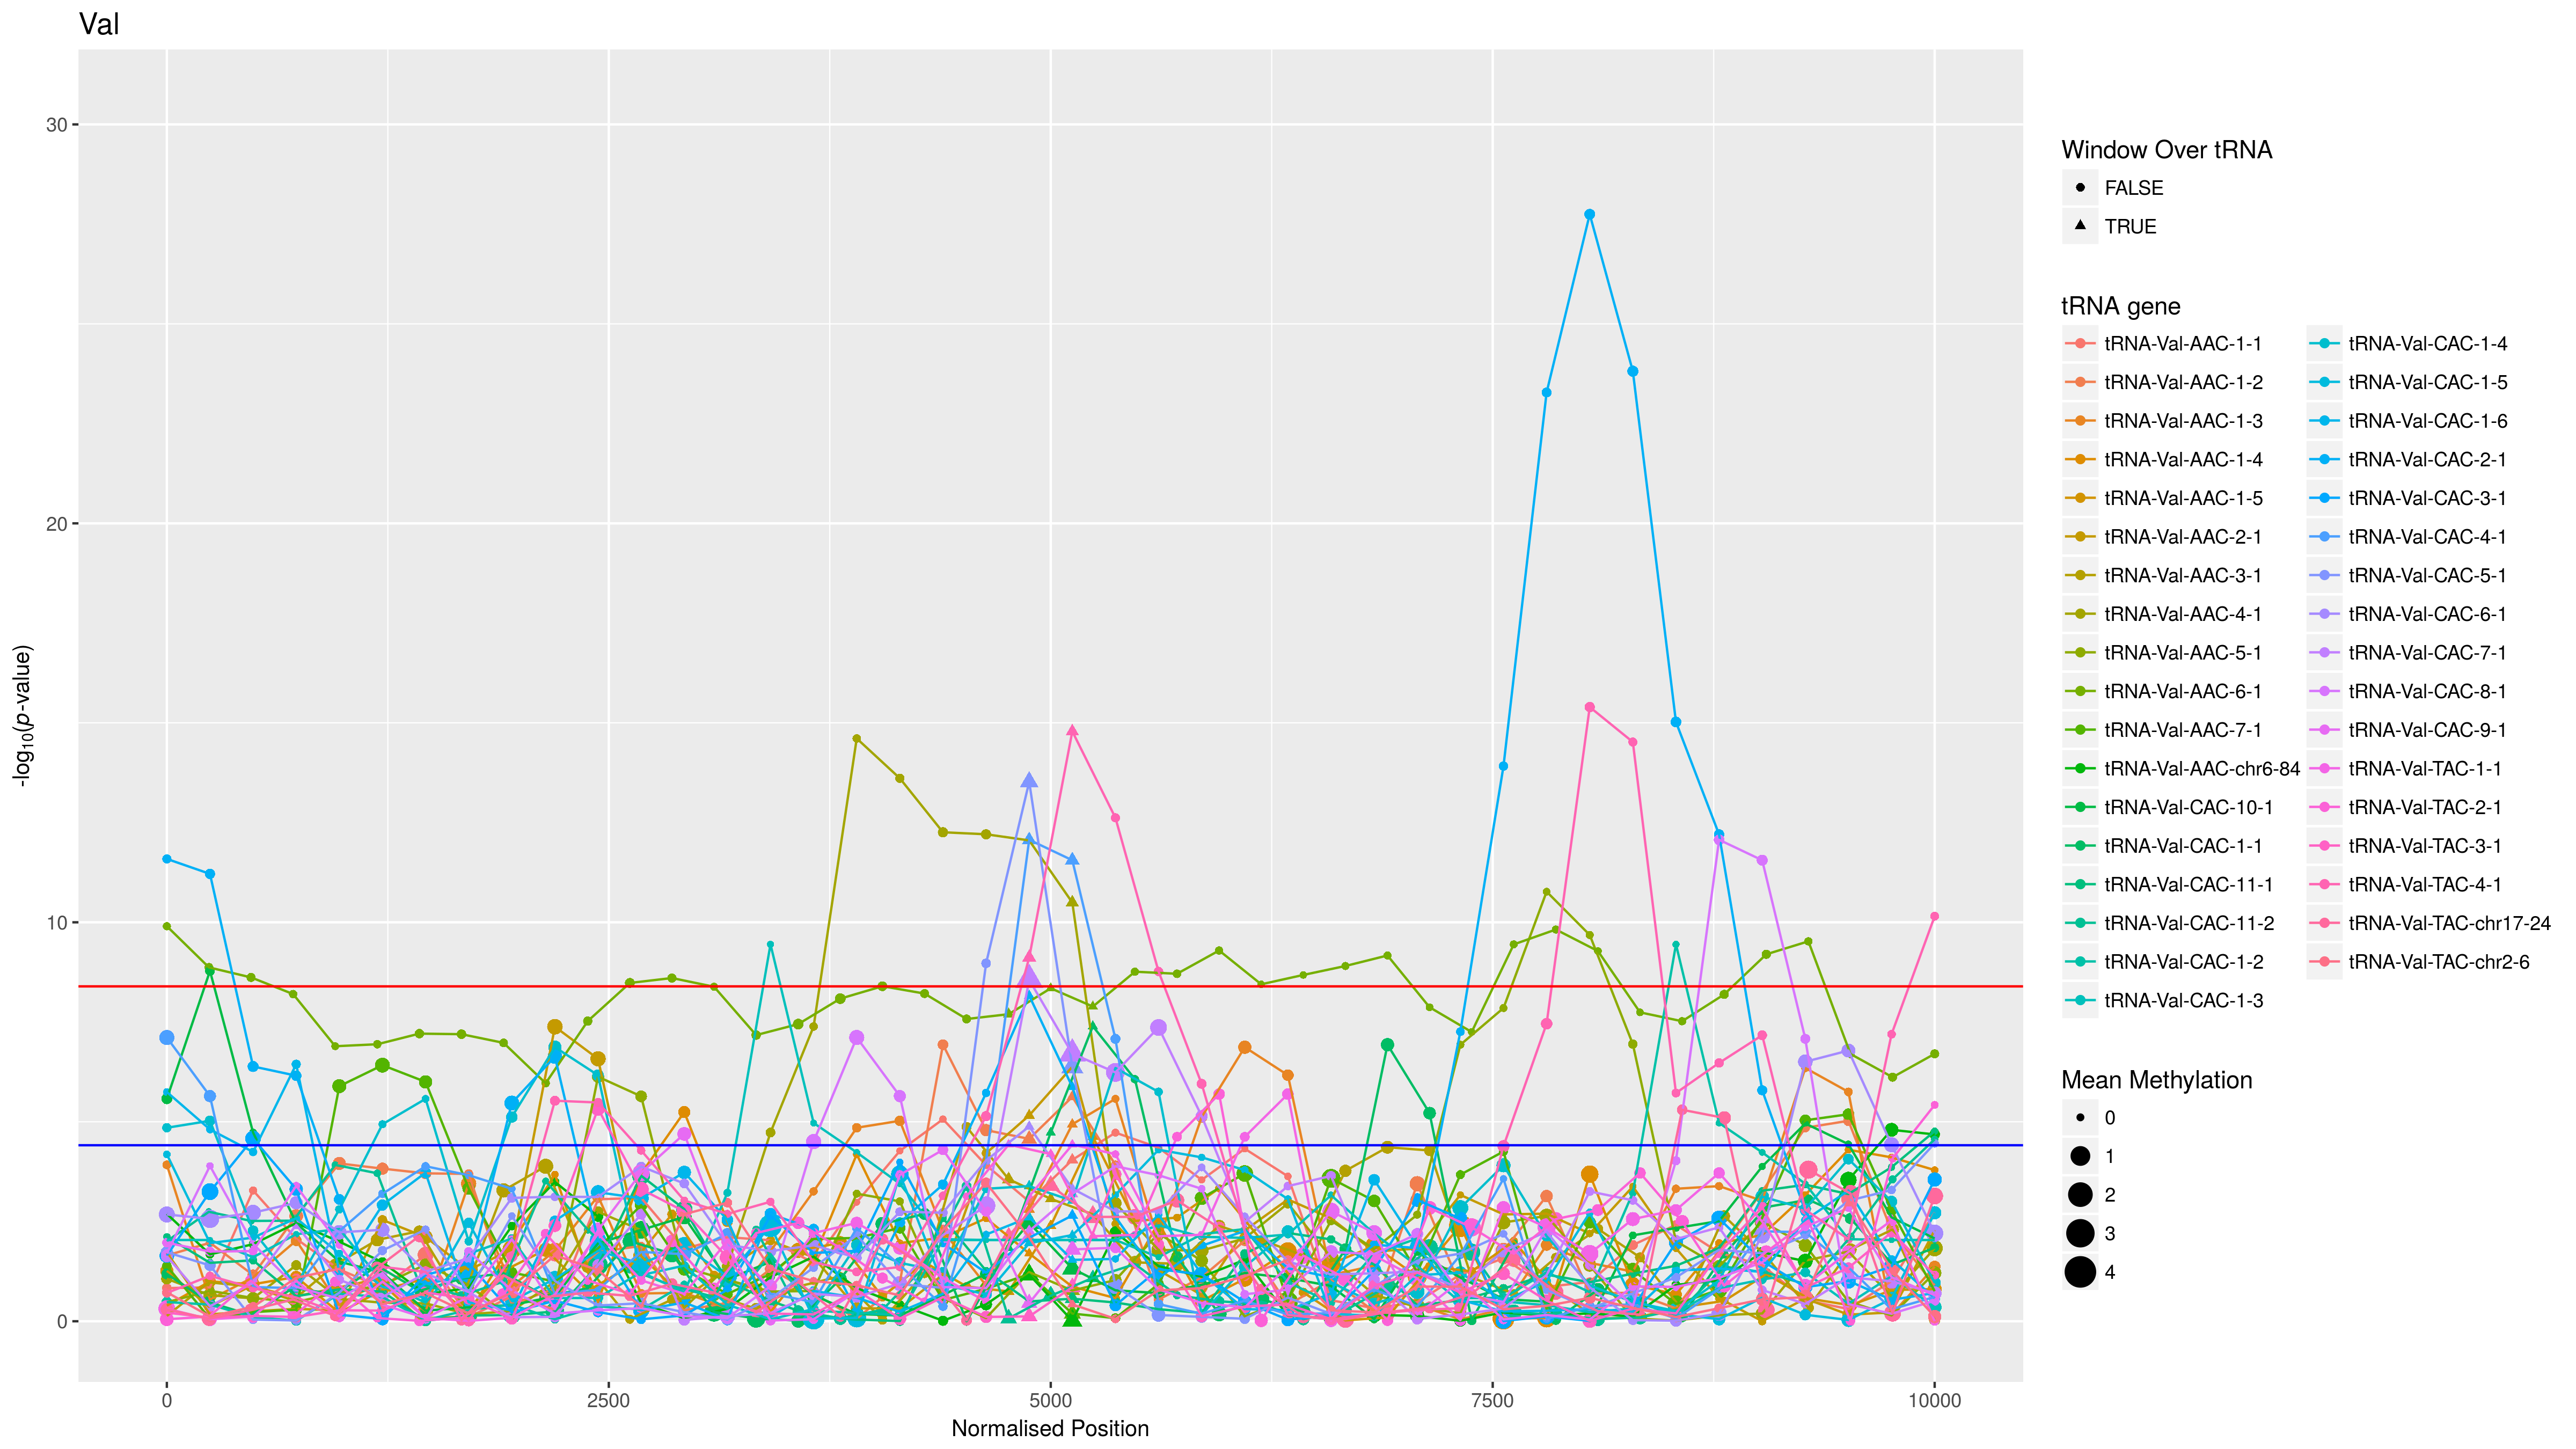 Val
30
20
10
0
-log10(p-value)
0
2500
5000
7500
10000
Normalised Position
Window Over tRNA
FALSE
TRUE
tRNA gene
tRNA-Val-AAC-1-1
tRNA-Val-AAC-1-2
tRNA-Val-AAC-1-3
tRNA-Val-AAC-1-4
tRNA-Val-AAC-1-5
tRNA-Val-AAC-2-1
tRNA-Val-AAC-3-1
tRNA-Val-AAC-4-1
tRNA-Val-AAC-5-1
tRNA-Val-AAC-6-1
tRNA-Val-AAC-7-1
tRNA-Val-AAC-chr6-84
tRNA-Val-CAC-10-1
tRNA-Val-CAC-1-1
tRNA-Val-CAC-11-1
tRNA-Val-CAC-11-2
tRNA-Val-CAC-1-2
tRNA-Val-CAC-1-3
tRNA-Val-CAC-1-4
tRNA-Val-CAC-1-5
tRNA-Val-CAC-1-6
tRNA-Val-CAC-2-1
tRNA-Val-CAC-3-1
tRNA-Val-CAC-4-1
tRNA-Val-CAC-5-1
tRNA-Val-CAC-6-1
tRNA-Val-CAC-7-1
tRNA-Val-CAC-8-1
tRNA-Val-CAC-9-1
tRNA-Val-TAC-1-1
tRNA-Val-TAC-2-1
tRNA-Val-TAC-3-1
tRNA-Val-TAC-4-1
tRNA-Val-TAC-chr17-24
tRNA-Val-TAC-chr2-6
Mean Methylation
0
1
2
3
4